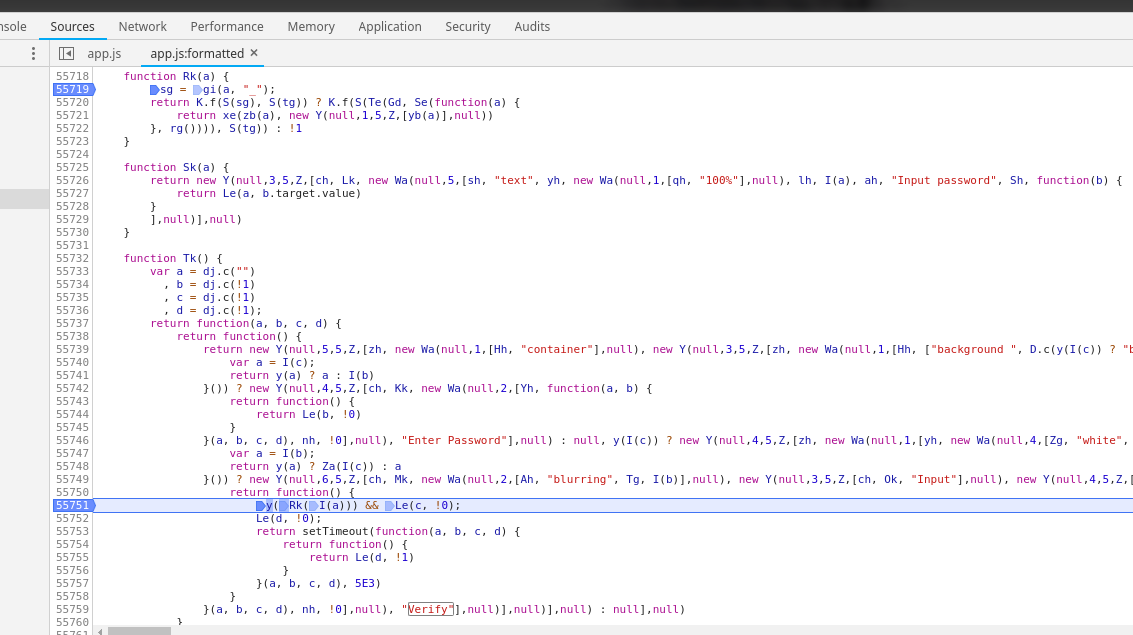 nsole Sources Network Performance Memory Application Security Audits
app.js app.js:formatted ×
55718 function Rk(a) {
55719 sg = gi(a, "_");
55720 return K.f(S(sg), S(tg)) ? K.f(S(Te(Gd, Se(function(a) {
55721 return xe(zb(a), new Y(null,1,5,Z,[yb(a)],null))
55722 }, rg()))), S(tg)) : !1
55723 }
55724
55725 function Sk(a) {
55726 return new Y(null,3,5,Z,[ch, Lk, new Wa(null,5,[sh, "text", yh, new Wa(null,1,[qh, "100%"],null), lh, I(a), ah, "Input password", Sh, function(b) {
55727 return Le(a, b.target.value)
55728 }
55729 ],null)],null)
55730 }
55731
55732 function Tk() {
55733 var a = dj.c("")
55734 , b = dj.c(!1)
55735 , c = dj.c(!1)
55736 , d = dj.c(!1);
55737 return function(a, b, c, d) {
55738 return function() {
55739 return new Y(null,5,5,Z,[zh, new Wa(null,1,[Hh, "container"],null), new Y(null,3,5,Z,[zh, new Wa(null,1,[Hh, ["background ", D.c(y(I(c)) ? "b
55740 var a = I(c);
55741 return y(a) ? a : I(b)
55742 }()) ? new Y(null,4,5,Z,[ch, Kk, new Wa(null,2,[Yh, function(a, b) {
55743 return function() {
55744 return Le(b, !0)
55745 }
55746 }(a, b, c, d), nh, !0],null), "Enter Password"],null) : null, y(I(c)) ? new Y(null,4,5,Z,[zh, new Wa(null,1,[yh, new Wa(null,4,[Zg, "white",
55747 var a = I(b);
55748 return y(a) ? Za(I(c)) : a
55749 }()) ? new Y(null,6,5,Z,[ch, Mk, new Wa(null,2,[Ah, "blurring", Tg, I(b)],null), new Y(null,3,5,Z,[ch, Ok, "Input"],null), new Y(null,4,5,Z,[
55750 return function() {
55751 y(Rk(I(a))) && Le(c, !0);
55752 Le(d, !0);
55753 return setTimeout(function(a, b, c, d) {
55754 return function() {
55755 return Le(d, !1)
55756 }
55757 }(a, b, c, d), 5E3)
55758 }
55759 }(a, b, c, d), nh, !0],null), "Verify"],null)],null)],null) : null],null)
55760 }
55761